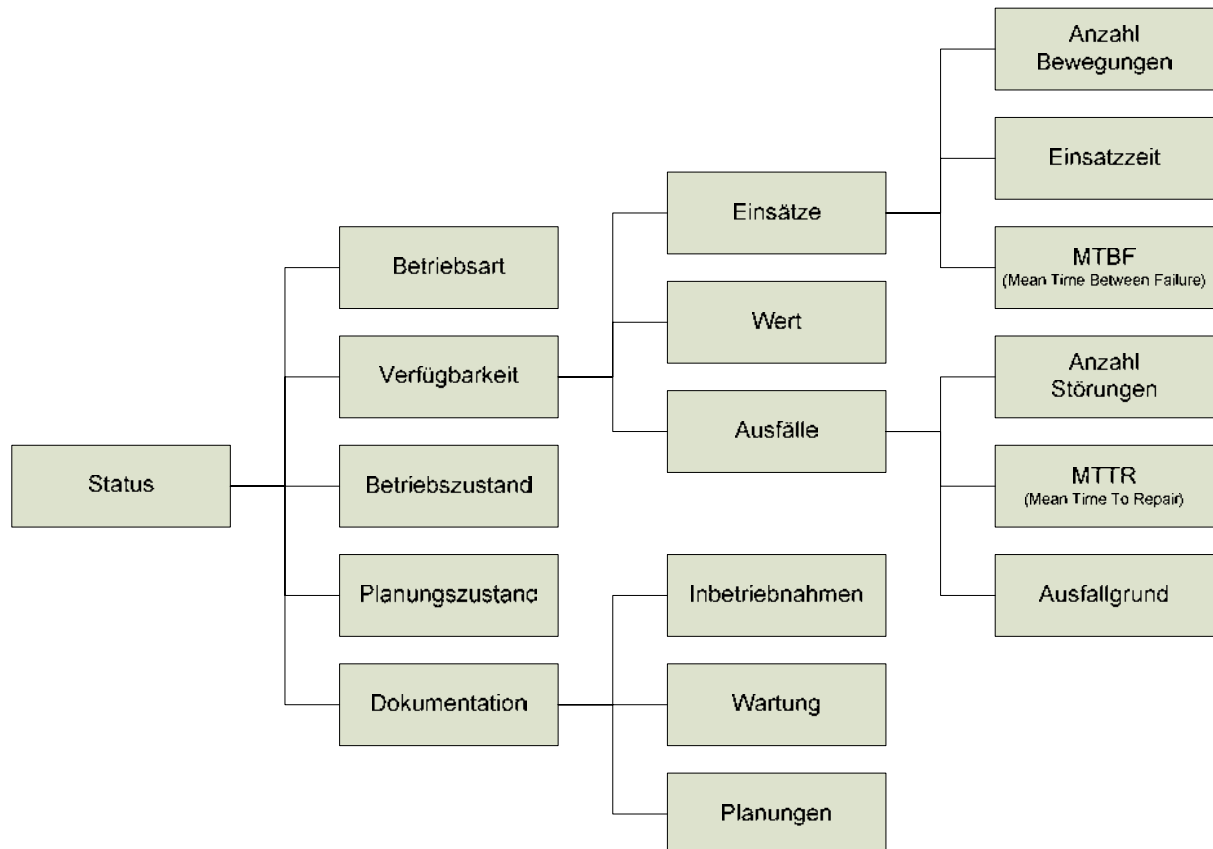 Status
Betriebsart
Verfügbarkeit
Betriebszustand
Planungszustand
Dokumentation
Einsätze
Wert
Ausfälle
Inbetriebnahmen
Wartung
Planungen
Anzahl
Bewegungen
Einsatzzeit
MTBF
(Mean Time Between Failure)
Anzahl
Störungen
MTTR
(Mean Time To Repair)
Ausfallgrund